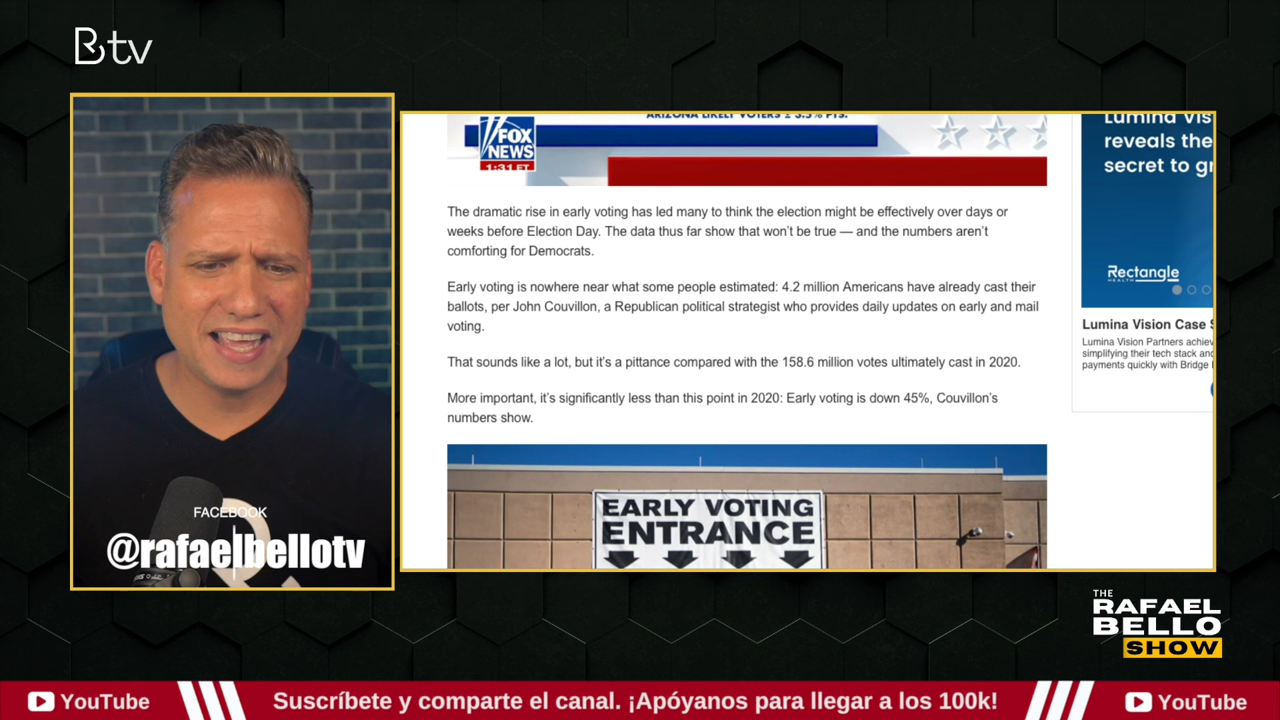 Btv
FACEBOOK
@rafaelbellotv
ARIZONA LIKELY VOTERS ± 3.5% PTS.
FOX
NEWS
1:31 ET
The dramatic rise in early voting has led many to think the election might be effectively over days or
weeks before Election Day. The data thus far show that won't be true — and the numbers aren't
comforting for Democrats.
Early voting is nowhere near what some people estimated: 4.2 million Americans have already cast their
ballots, per John Couvillon, a Republican political strategist who provides daily updates on early and mail
voting.
That sounds like a lot, but it's a pittance compared with the 158.6 million votes ultimately cast in 2020.
More important, it's significantly less than this point in 2020: Early voting is down 45%, Couvillon's
numbers show.
EARLY VOTING
ENTRANCE
Lumina Vis
reveals the
secret to gr
Rectangle
HEALTH
Lumina Vision Case S
Lumina Vision Partners achiev
simplifying their tech stack and
payments quickly with Bridge
THE
RAFAEL
BELLO
SHOW
YouTube
Suscríbete y comparte el canal. ¡Apóyanos para llegar a los 100k!
YouTube